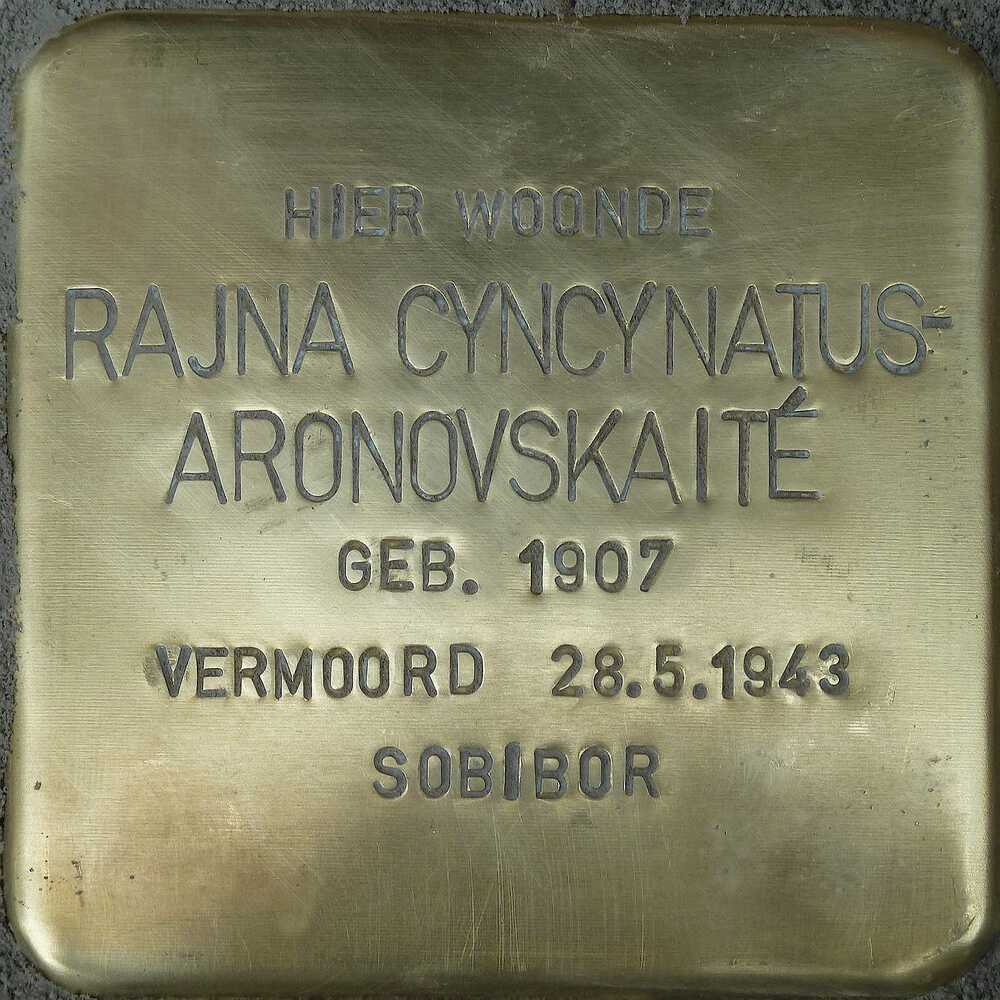 HIER WOONDE
RAJNA CYNCYNATUS-
ARONOVSKAITÉ
GEB. 1907
VERMOORD 28.5.1943
SOBIBOR